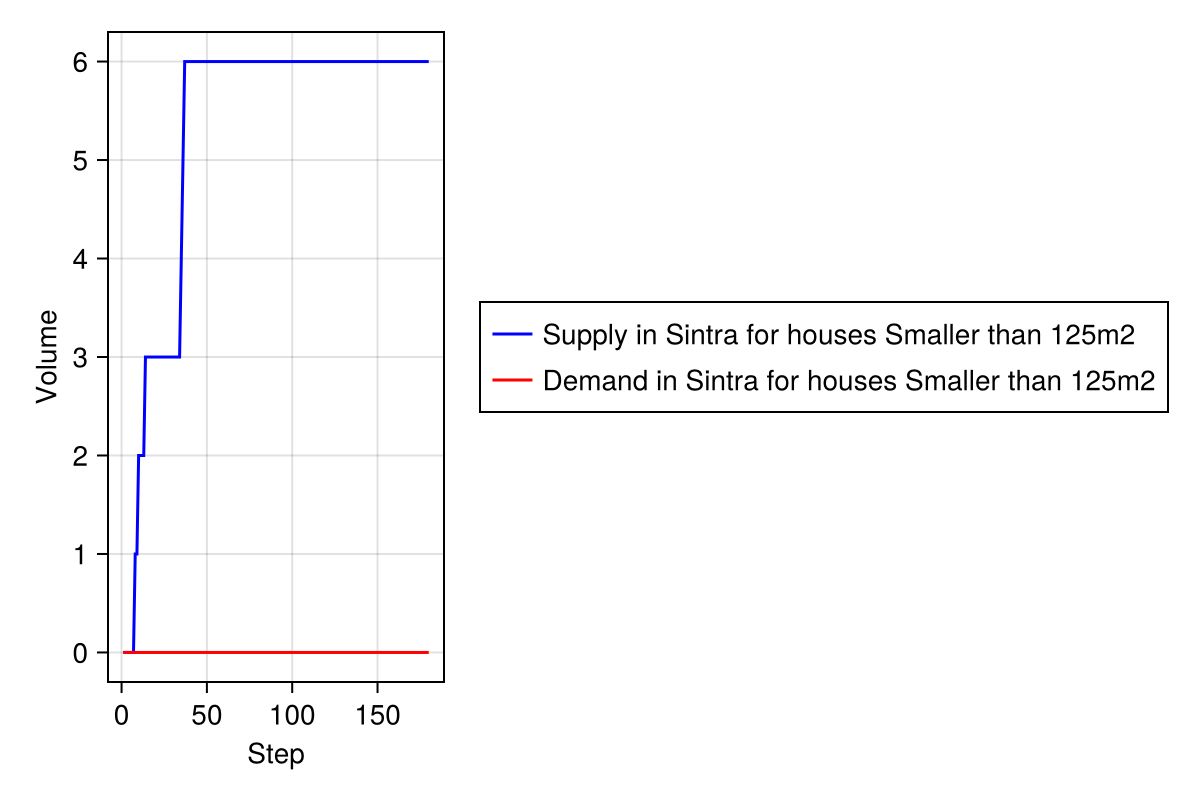 6
5
4
3
2
1
0
Volume
0 50 100 150
Step
Supply in Sintra for houses Smaller than 125m2
Demand in Sintra for houses Smaller than 125m2